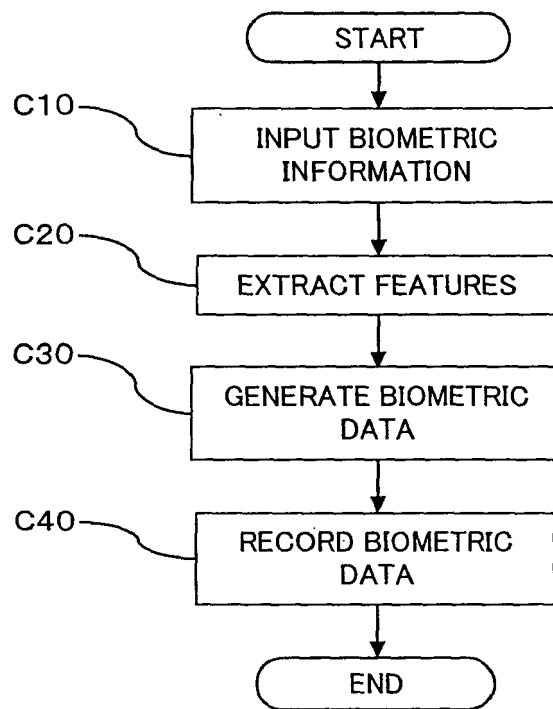 START
C10
INPUT BIOMETRIC
INFORMATION
C20
EXTRACT FEATURES
C30
GENERATE BIOMETRIC
DATA
C40
RECORD BIOMETRIC
DATA
END